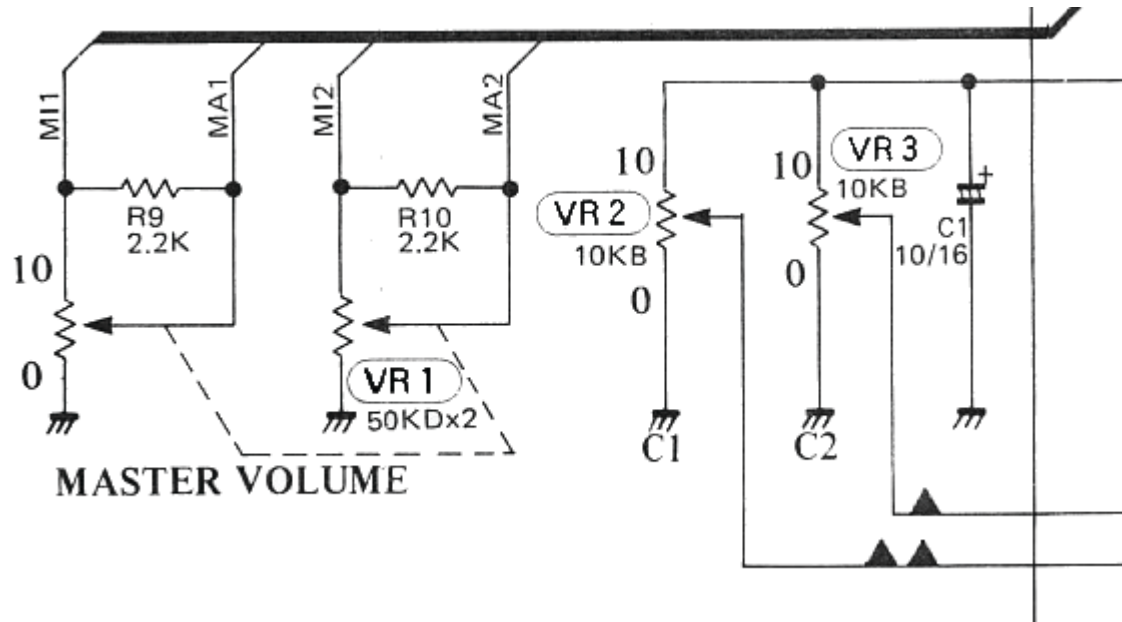 MI1
MA1
MI2
MA2
R9
2.2K
R10
2.2K
10
0
VR 1
50KDx2
MASTER VOLUME
10
VR 2
10KB
0
C1
10
VR 3
10KB
0
C2
+
C1
10/16